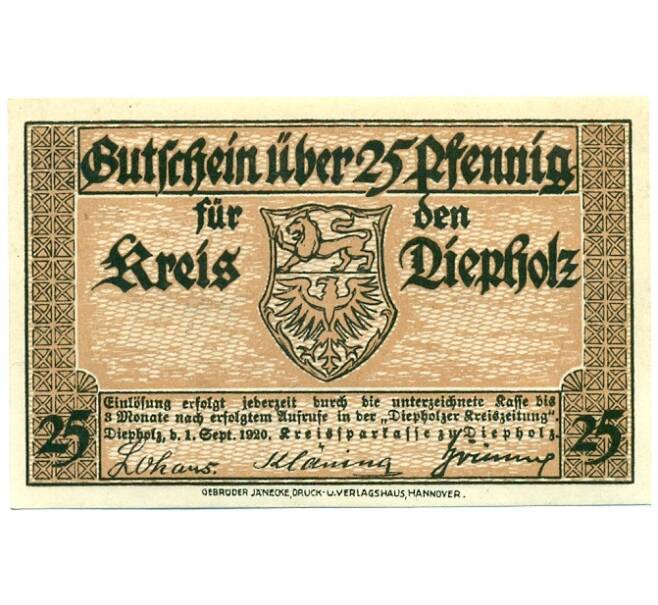 Gutschein über 25 Pfennig
für den
Kreis Diepholz
Einlösung erfolgt jederzeit durch die unterzeichnete Kasse bis
3 Monate nach erfolgtem Aufrufe in der „Diepholzer Kreiszeitung“.
Diepholz, d. 1. Sept. 1920. Kreissparkasse zu Diepholz.
25 25
Lohaus. Kläning
GEBRÜDER JÄNECKE, DRUCK- U. VERLAGSHAUS, HANNOVER.